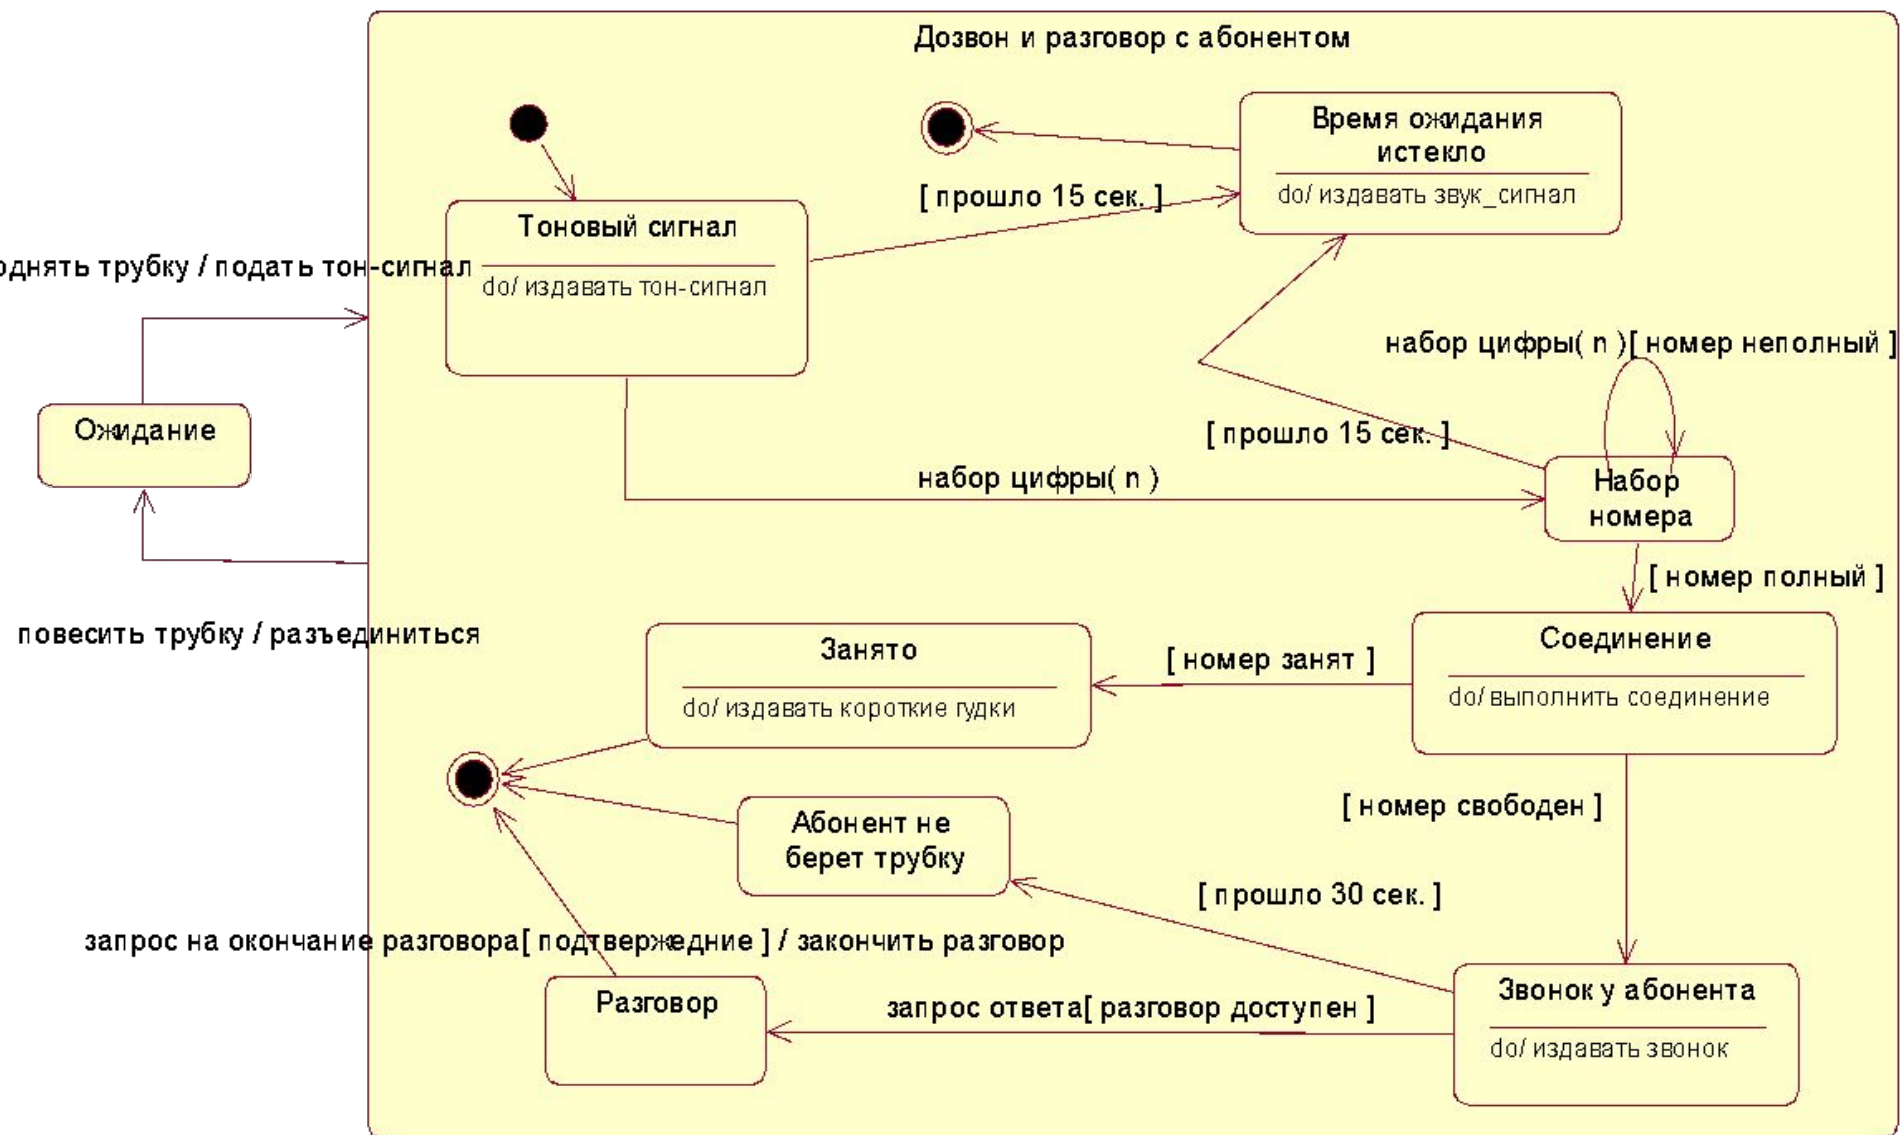 Дозвон и разговор с абонентом
Время ожидания
истекло
do/ издавать звук_сигнал
[ прошло 15 сек. ]
Тоновый сигнал
do/ издавать тон-сигнал
трубку / подать тон-сигнал
набор цифры( n )[ номер неполный ]
Ожидание
[ прошло 15 сек. ]
набор цифры( n )
Набор
номера
[ номер полный ]
повесить трубку / разъединиться
Занято
do/ издавать короткие гудки
[ номер занят ]
Соединение
do/ выполнить соединение
[ номер свободен ]
Абонент не
берет трубку
[ прошло 30 сек. ]
запрос на окончание разговора[ подтвержедние ] / закончить разговор
Разговор
запрос ответа[ разговор доступен ]
Звонок у абонента
do/ издавать звонок